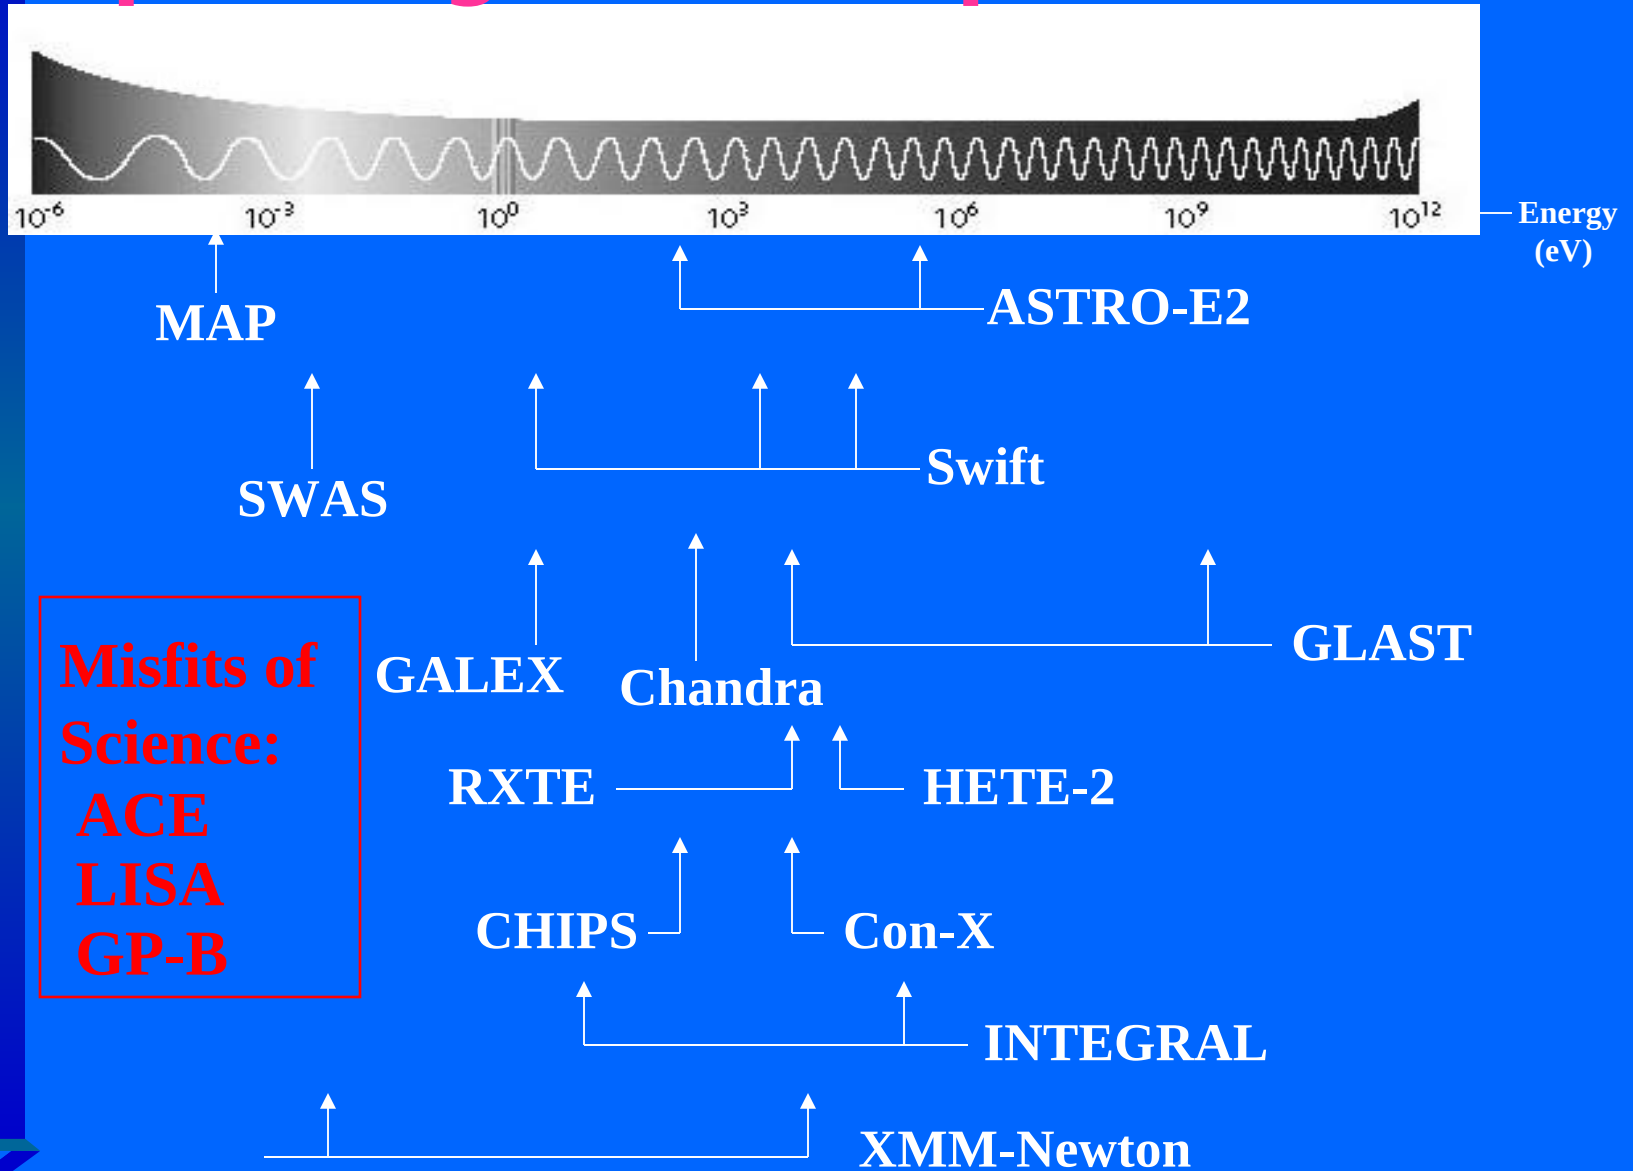 10⁻⁶ 10⁻³ 10⁰ 10³ 10⁶ 10⁹ 10¹²
Energy
(eV)
MAP
ASTRO-E2
SWAS
Swift
GALEX
Chandra
GLAST
RXTE
HETE-2
CHIPS
Con-X
INTEGRAL
XMM-Newton
Misfits of
Science:
ACE
LISA
GP-B